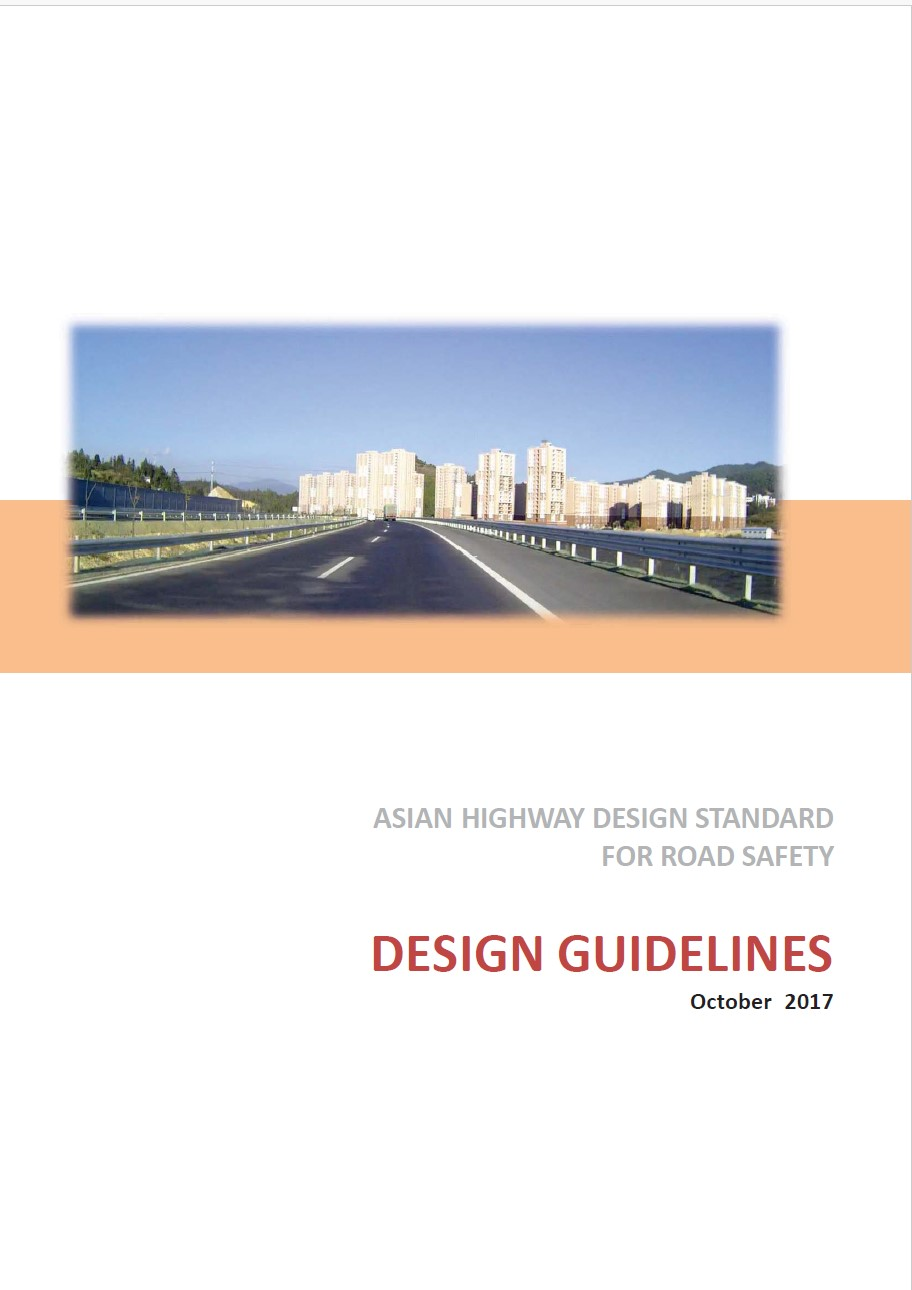 ASIAN HIGHWAY DESIGN STANDARD
FOR ROAD SAFETY
DESIGN GUIDELINES
October 2017